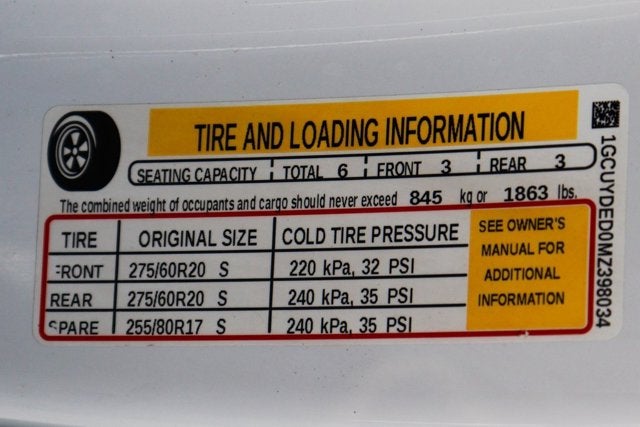 TIRE AND LOADING INFORMATION
SEATING CAPACITY TOTAL 6 FRONT 3 REAR 3
The combined weight of occupants and cargo should never exceed 845 kg or 1863 lbs.
TIRE ORIGINAL SIZE COLD TIRE PRESSURE
FRONT 275/60R20 S 220 kPa, 32 PSI
REAR 275/60R20 S 240 kPa, 35 PSI
SPARE 255/80R17 S 240 kPa, 35 PSI
SEE OWNER'S
MANUAL FOR
ADDITIONAL
INFORMATION
1GCUYDED0MZ398034